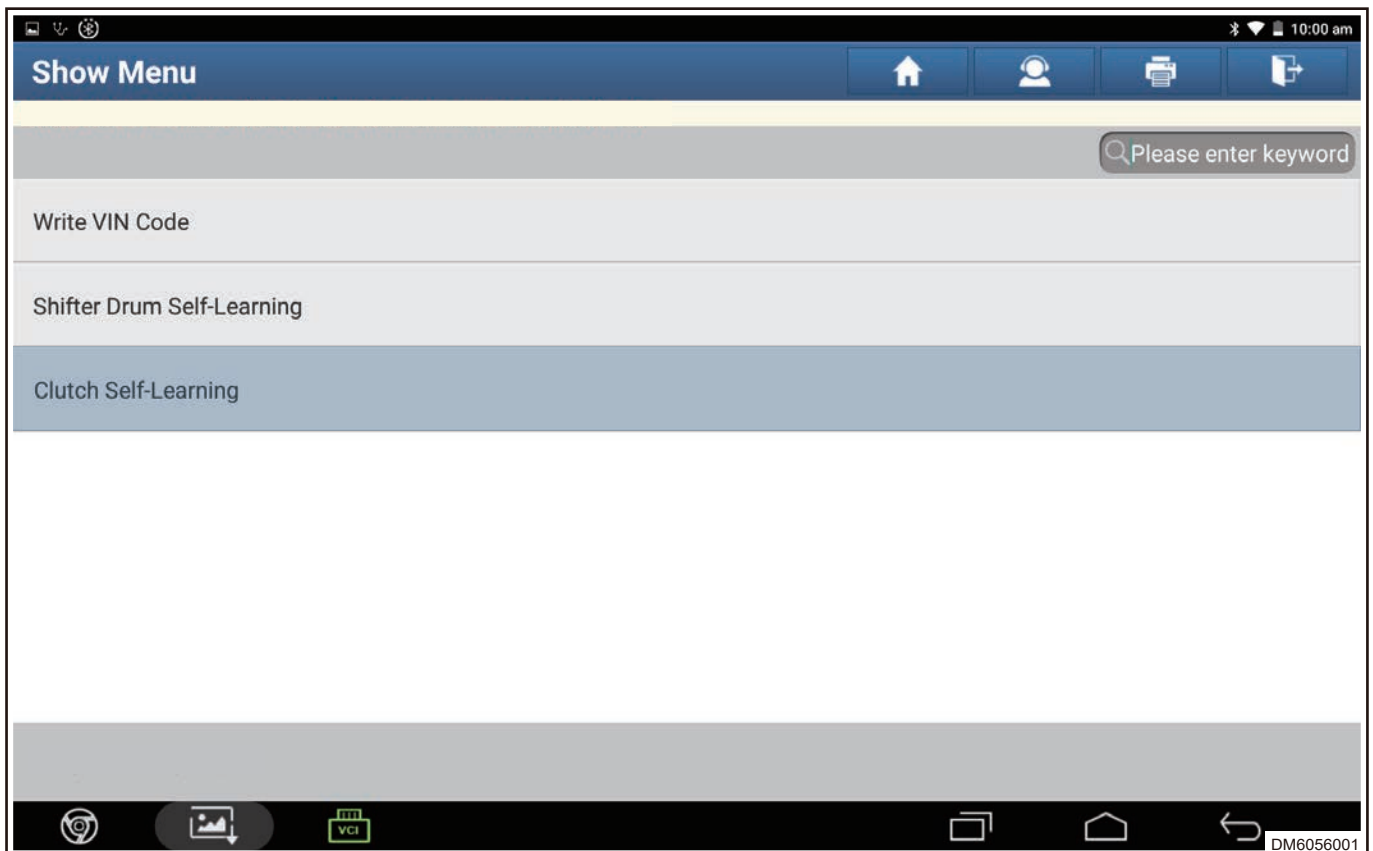 10:00 am
Show Menu
Please enter keyword
Write VIN Code
Shifter Drum Self-Learning
Clutch Self-Learning
VCI
DM6056001